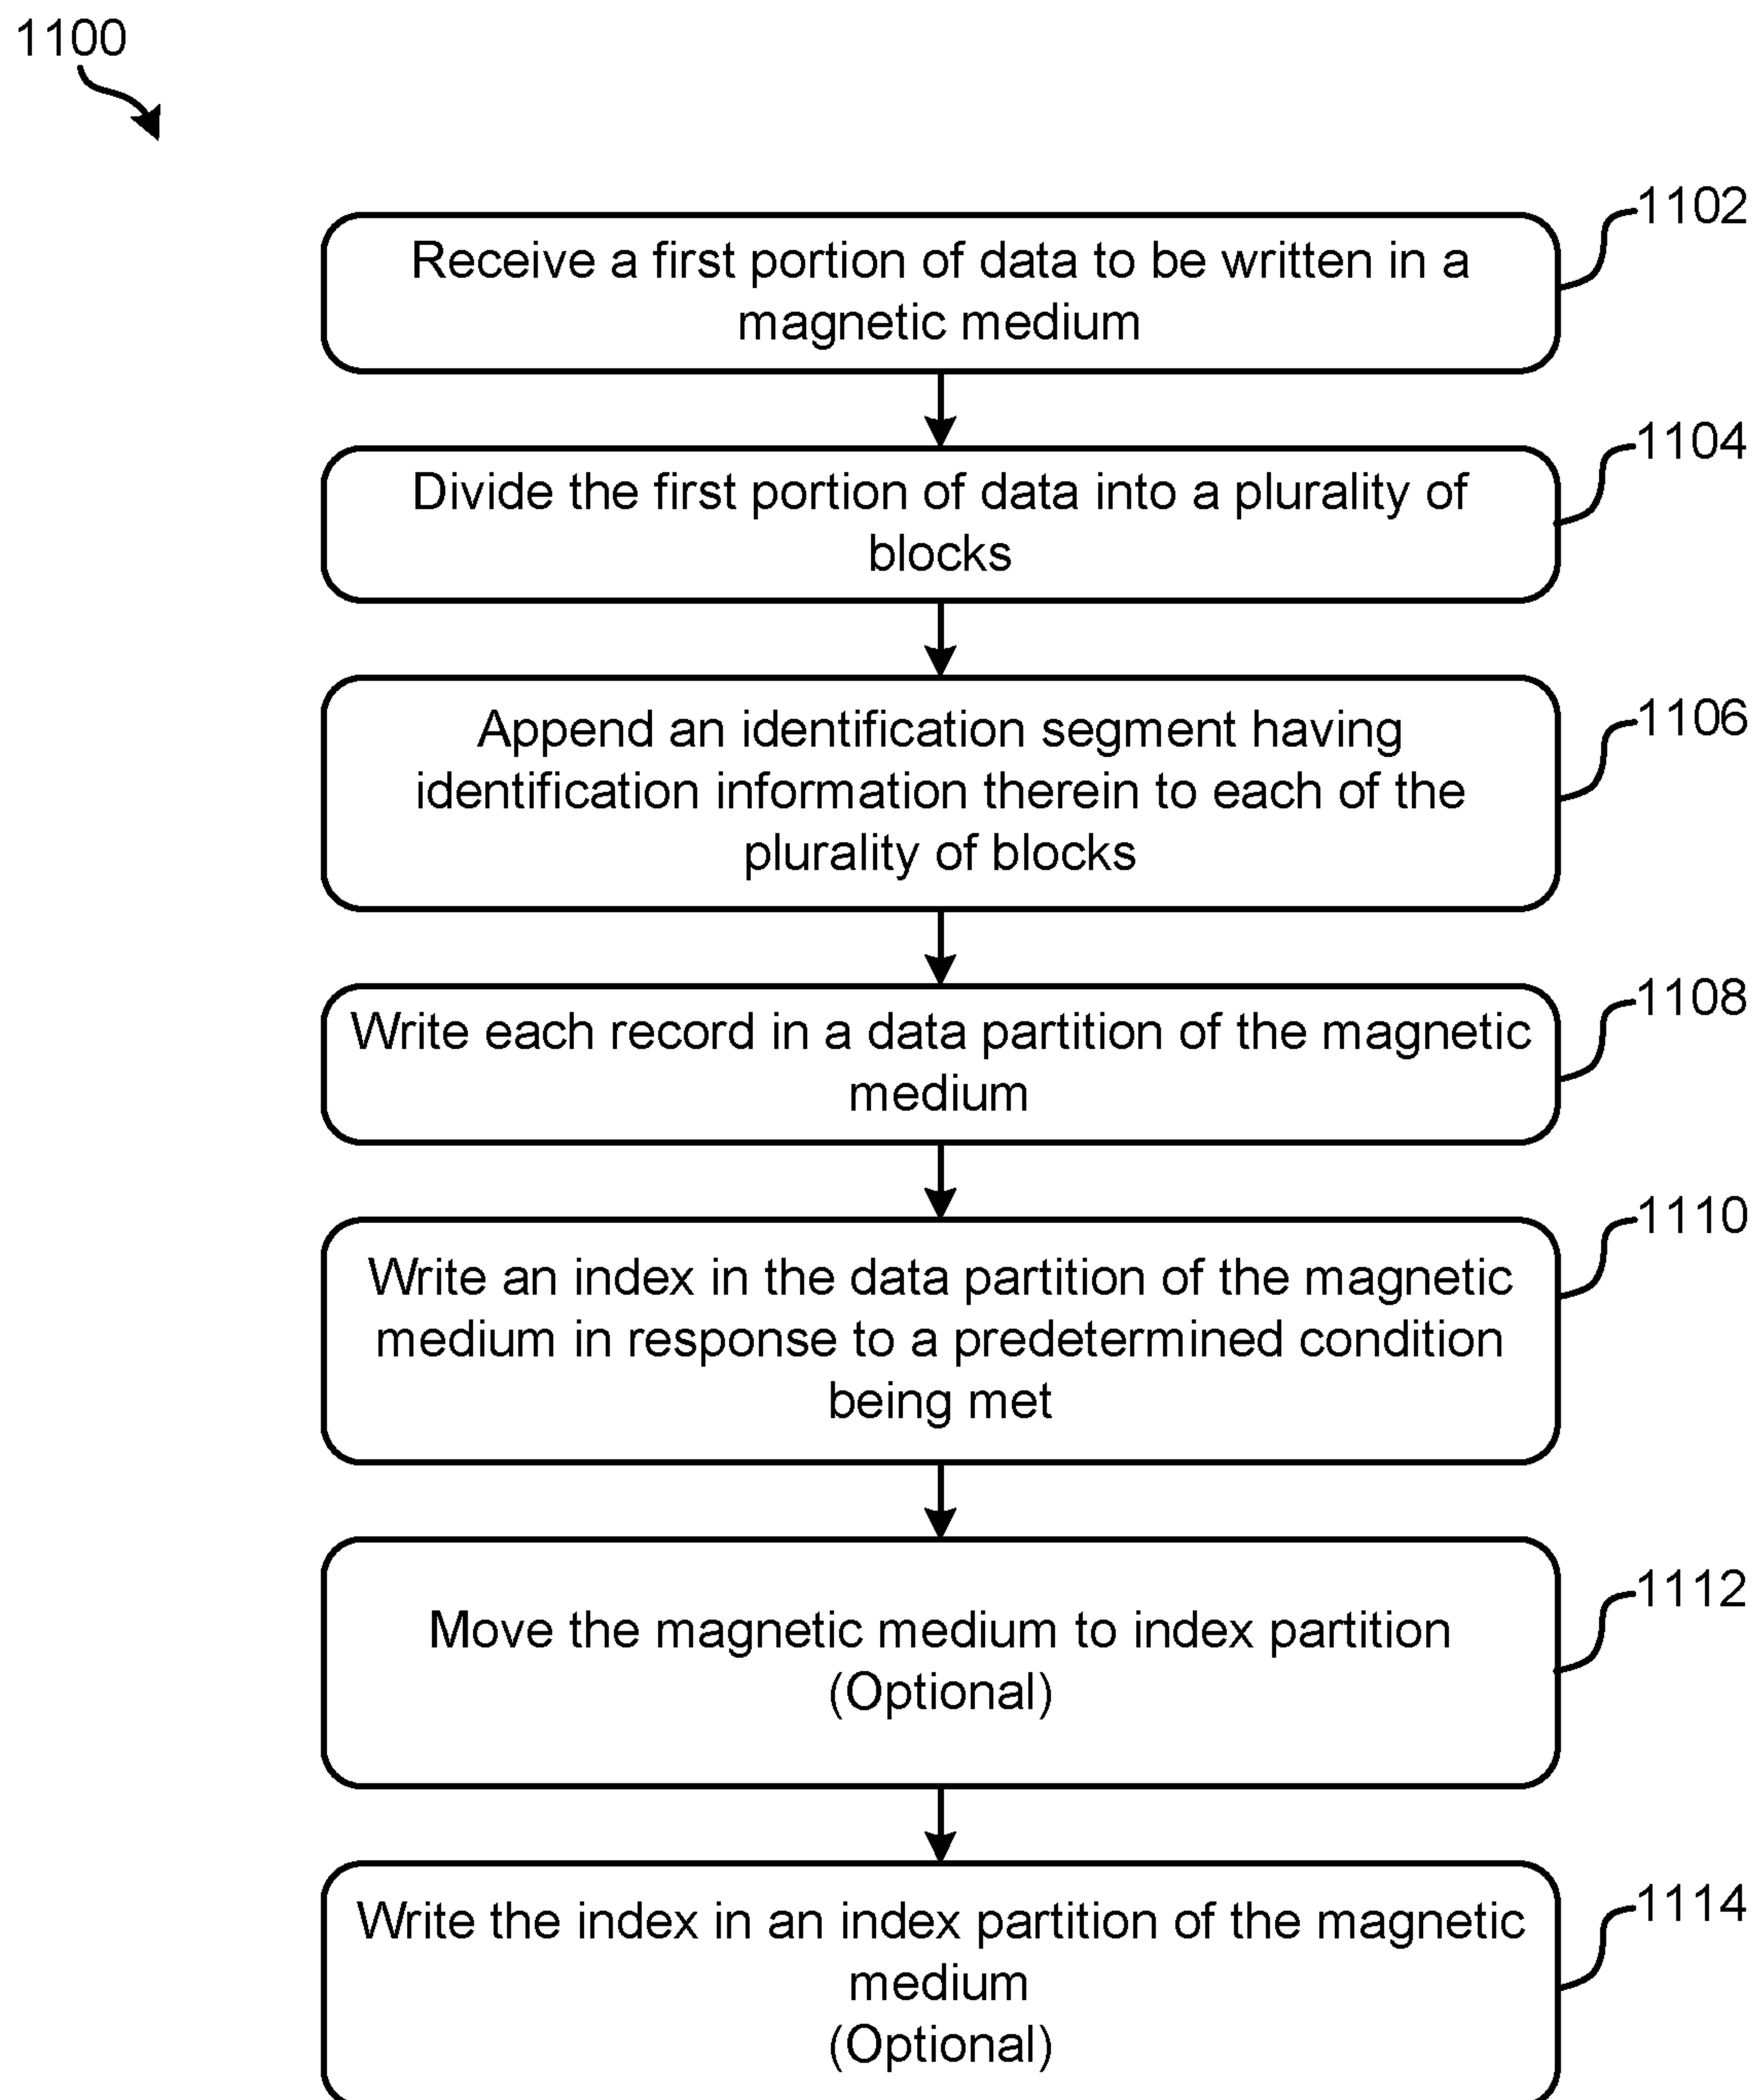 1100
1102
Receive a first portion of data to be written in a
magnetic medium
1104
Divide the first portion of data into a plurality of
blocks
1106
Append an identification segment having
identification information therein to each of the
plurality of blocks
1108
Write each record in a data partition of the magnetic
medium
1110
Write an index in the data partition of the magnetic
medium in response to a predetermined condition
being met
1112
Move the magnetic medium to index partition
(Optional)
1114
Write the index in an index partition of the magnetic
medium
(Optional)